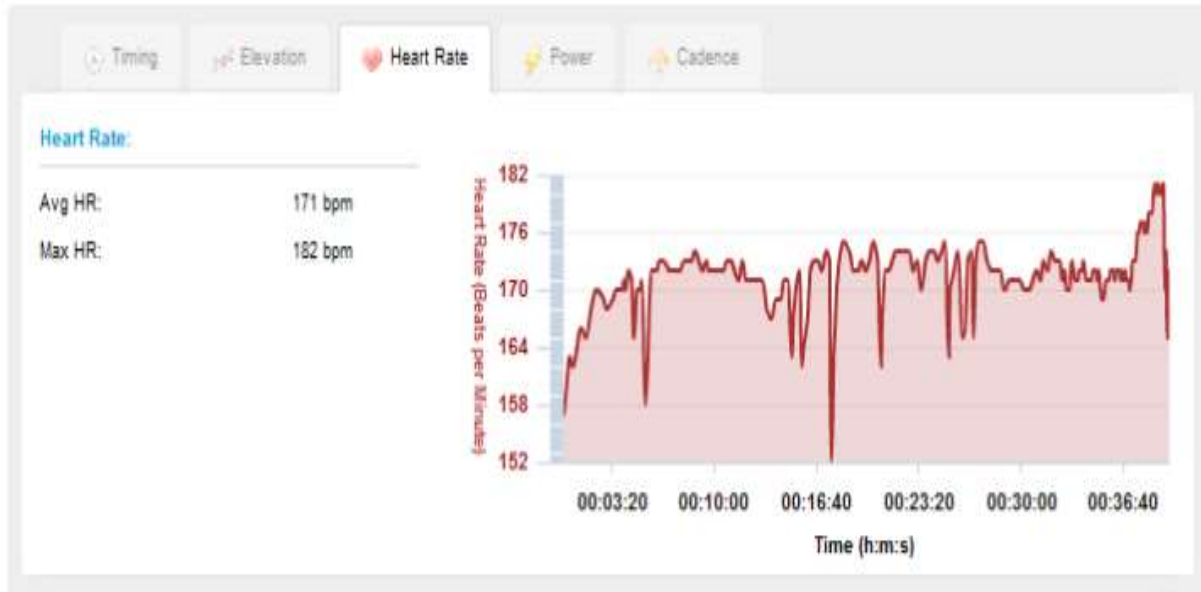 Timing Elevation Heart Rate Power Cadence
Heart Rate:
Avg HR: 171 bpm
Max HR: 182 bpm
Heart Rate (Beats per Minute)
182
176
170
164
158
152
00:03:20 00:10:00 00:16:40 00:23:20 00:30:00 00:36:40
Time (h:m:s)